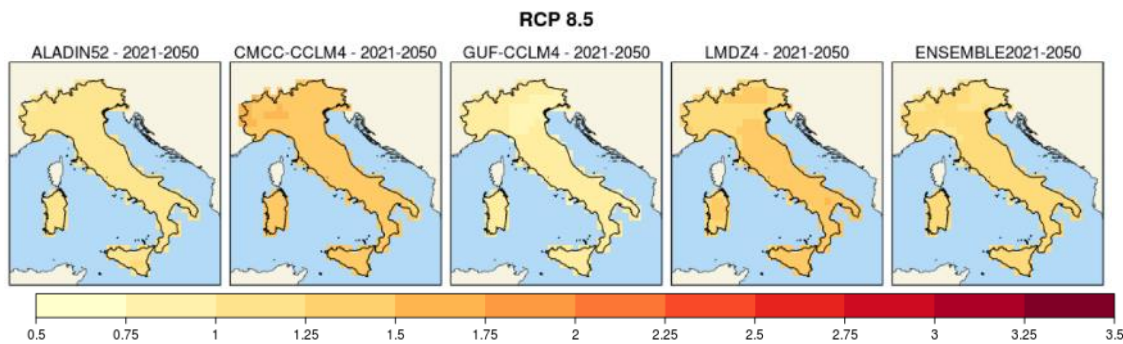 RCP 8.5
ALADIN52 - 2021-2050 CMCC-CCLM4 - 2021-2050 GUF-CCLM4 - 2021-2050 LMDZ4 - 2021-2050 ENSEMBLE2021-2050
0.5 0.75 1 1.25 1.5 1.75 2 2.25 2.5 2.75 3 3.25 3.5